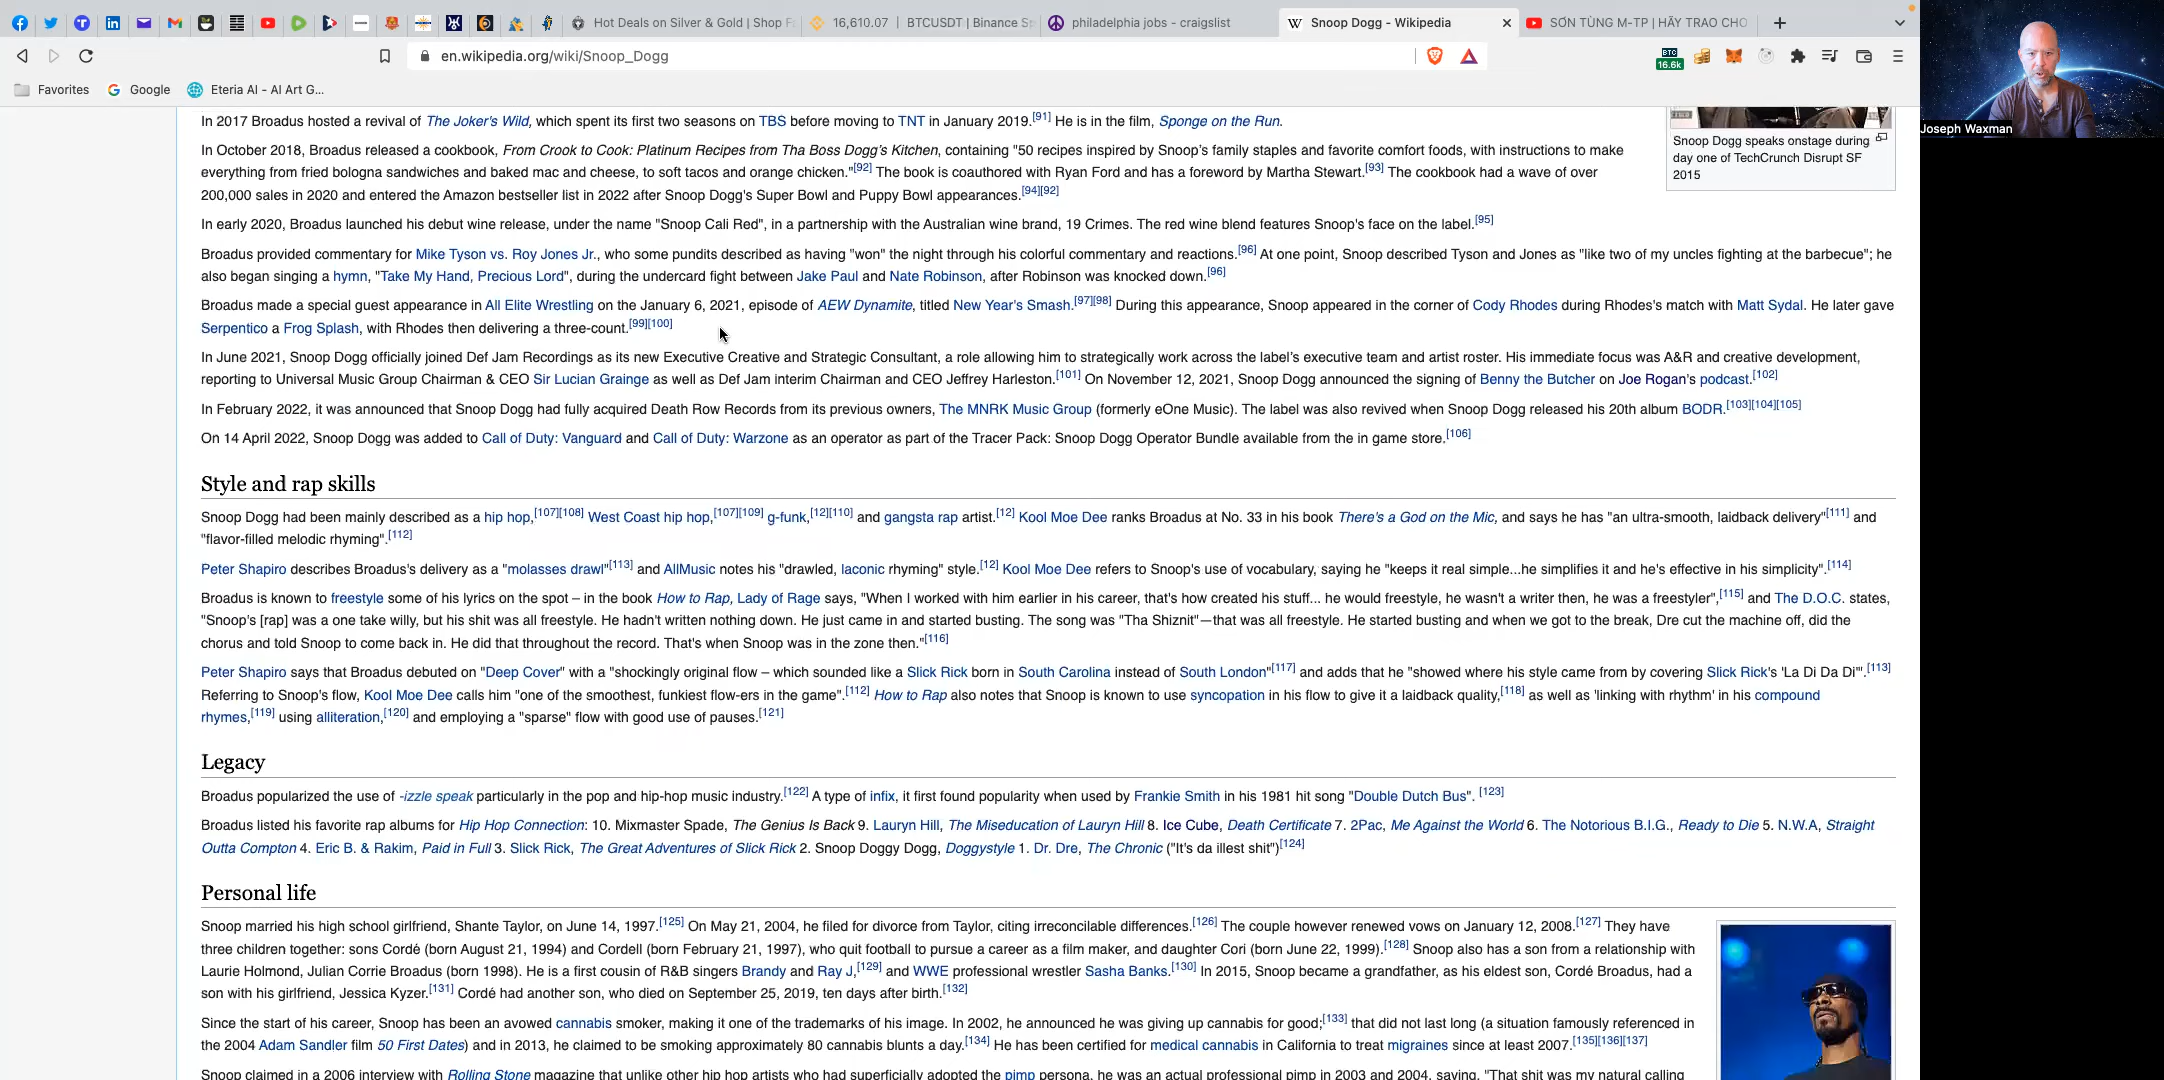 Hot Deals on Silver & Gold | Shop F
16,610.07 | BTCUSDT | Binance Sp
philadelphia jobs - craigslist
Snoop Dogg - Wikipedia
SƠN TÙNG M-TP | HÃY TRAO CHO
en.wikipedia.org/wiki/Snoop_Dogg
BTC
16.6k
Favorites
Google
Eteria AI - AI Art G...
Joseph Waxman
In 2017 Broadus hosted a revival of The Joker's Wild, which spent its first two seasons on TBS before moving to TNT in January 2019.[91] He is in the film, Sponge on the Run.
Snoop Dogg speaks onstage during
day one of TechCrunch Disrupt SF
2015
In October 2018, Broadus released a cookbook, From Crook to Cook: Platinum Recipes from Tha Boss Dogg's Kitchen, containing "50 recipes inspired by Snoop's family staples and favorite comfort foods, with instructions to make
everything from fried bologna sandwiches and baked mac and cheese, to soft tacos and orange chicken."[92] The book is coauthored with Ryan Ford and has a foreword by Martha Stewart.[93] The cookbook had a wave of over
200,000 sales in 2020 and entered the Amazon bestseller list in 2022 after Snoop Dogg's Super Bowl and Puppy Bowl appearances.[94][92]
In early 2020, Broadus launched his debut wine release, under the name "Snoop Cali Red", in a partnership with the Australian wine brand, 19 Crimes. The red wine blend features Snoop's face on the label.[95]
Broadus provided commentary for Mike Tyson vs. Roy Jones Jr., who some pundits described as having "won" the night through his colorful commentary and reactions.[96] At one point, Snoop described Tyson and Jones as "like two of my uncles fighting at the barbecue"; he
also began singing a hymn, "Take My Hand, Precious Lord", during the undercard fight between Jake Paul and Nate Robinson, after Robinson was knocked down.[96]
Broadus made a special guest appearance in All Elite Wrestling on the January 6, 2021, episode of AEW Dynamite, titled New Year's Smash.[97][98] During this appearance, Snoop appeared in the corner of Cody Rhodes during Rhodes's match with Matt Sydal. He later gave
Serpentico a Frog Splash, with Rhodes then delivering a three-count.[99][100]
In June 2021, Snoop Dogg officially joined Def Jam Recordings as its new Executive Creative and Strategic Consultant, a role allowing him to strategically work across the label's executive team and artist roster. His immediate focus was A&R and creative development,
reporting to Universal Music Group Chairman & CEO Sir Lucian Grainge as well as Def Jam interim Chairman and CEO Jeffrey Harleston.[101] On November 12, 2021, Snoop Dogg announced the signing of Benny the Butcher on Joe Rogan's podcast.[102]
In February 2022, it was announced that Snoop Dogg had fully acquired Death Row Records from its previous owners, The MNRK Music Group (formerly eOne Music). The label was also revived when Snoop Dogg released his 20th album BODR.[103][104][105]
On 14 April 2022, Snoop Dogg was added to Call of Duty: Vanguard and Call of Duty: Warzone as an operator as part of the Tracer Pack: Snoop Dogg Operator Bundle available from the in game store.[106]
Style and rap skills
Snoop Dogg had been mainly described as a hip hop,[107][108] West Coast hip hop,[107][109] g-funk,[12][110] and gangsta rap artist.[12] Kool Moe Dee ranks Broadus at No. 33 in his book There's a God on the Mic, and says he has "an ultra-smooth, laidback delivery"[111] and
"flavor-filled melodic rhyming".[112]
Peter Shapiro describes Broadus's delivery as a "molasses drawl"[113] and AllMusic notes his "drawled, laconic rhyming" style.[12] Kool Moe Dee refers to Snoop's use of vocabulary, saying he "keeps it real simple...he simplifies it and he's effective in his simplicity".[114]
Broadus is known to freestyle some of his lyrics on the spot – in the book How to Rap, Lady of Rage says, "When I worked with him earlier in his career, that's how created his stuff... he would freestyle, he wasn't a writer then, he was a freestyler",[115] and The D.O.C. states,
"Snoop's [rap] was a one take willy, but his shit was all freestyle. He hadn't written nothing down. He just came in and started busting. The song was "Tha Shiznit"—that was all freestyle. He started busting and when we got to the break, Dre cut the machine off, did the
chorus and told Snoop to come back in. He did that throughout the record. That's when Snoop was in the zone then."[116]
Peter Shapiro says that Broadus debuted on "Deep Cover" with a "shockingly original flow – which sounded like a Slick Rick born in South Carolina instead of South London"[117] and adds that he "showed where his style came from by covering Slick Rick's 'La Di Da Di'".[113]
Referring to Snoop's flow, Kool Moe Dee calls him "one of the smoothest, funkiest flow-ers in the game".[112] How to Rap also notes that Snoop is known to use syncopation in his flow to give it a laidback quality,[118] as well as 'linking with rhythm' in his compound
rhymes,[119] using alliteration,[120] and employing a "sparse" flow with good use of pauses.[121]
Legacy
Broadus popularized the use of -izzle speak particularly in the pop and hip-hop music industry.[122] A type of infix, it first found popularity when used by Frankie Smith in his 1981 hit song "Double Dutch Bus". [123]
Broadus listed his favorite rap albums for Hip Hop Connection: 10. Mixmaster Spade, The Genius Is Back 9. Lauryn Hill, The Miseducation of Lauryn Hill 8. Ice Cube, Death Certificate 7. 2Pac, Me Against the World 6. The Notorious B.I.G., Ready to Die 5. N.W.A, Straight
Outta Compton 4. Eric B. & Rakim, Paid in Full 3. Slick Rick, The Great Adventures of Slick Rick 2. Snoop Doggy Dogg, Doggystyle 1. Dr. Dre, The Chronic ("It's da illest shit")[124]
Personal life
Snoop married his high school girlfriend, Shante Taylor, on June 14, 1997.[125] On May 21, 2004, he filed for divorce from Taylor, citing irreconcilable differences.[126] The couple however renewed vows on January 12, 2008.[127] They have
three children together: sons Cordé (born August 21, 1994) and Cordell (born February 21, 1997), who quit football to pursue a career as a film maker, and daughter Cori (born June 22, 1999).[128] Snoop also has a son from a relationship with
Laurie Holmond, Julian Corrie Broadus (born 1998). He is a first cousin of R&B singers Brandy and Ray J,[129] and WWE professional wrestler Sasha Banks.[130] In 2015, Snoop became a grandfather, as his eldest son, Cordé Broadus, had a
son with his girlfriend, Jessica Kyzer.[131] Cordé had another son, who died on September 25, 2019, ten days after birth.[132]
Since the start of his career, Snoop has been an avowed cannabis smoker, making it one of the trademarks of his image. In 2002, he announced he was giving up cannabis for good;[133] that did not last long (a situation famously referenced in
the 2004 Adam Sandler film 50 First Dates) and in 2013, he claimed to be smoking approximately 80 cannabis blunts a day.[134] He has been certified for medical cannabis in California to treat migraines since at least 2007.[135][136][137]
Snoop claimed in a 2006 interview with Rolling Stone magazine that unlike other hip hop artists who had superficially adopted the pimp persona, he was an actual professional pimp in 2003 and 2004, saying, "That shit was my natural calling